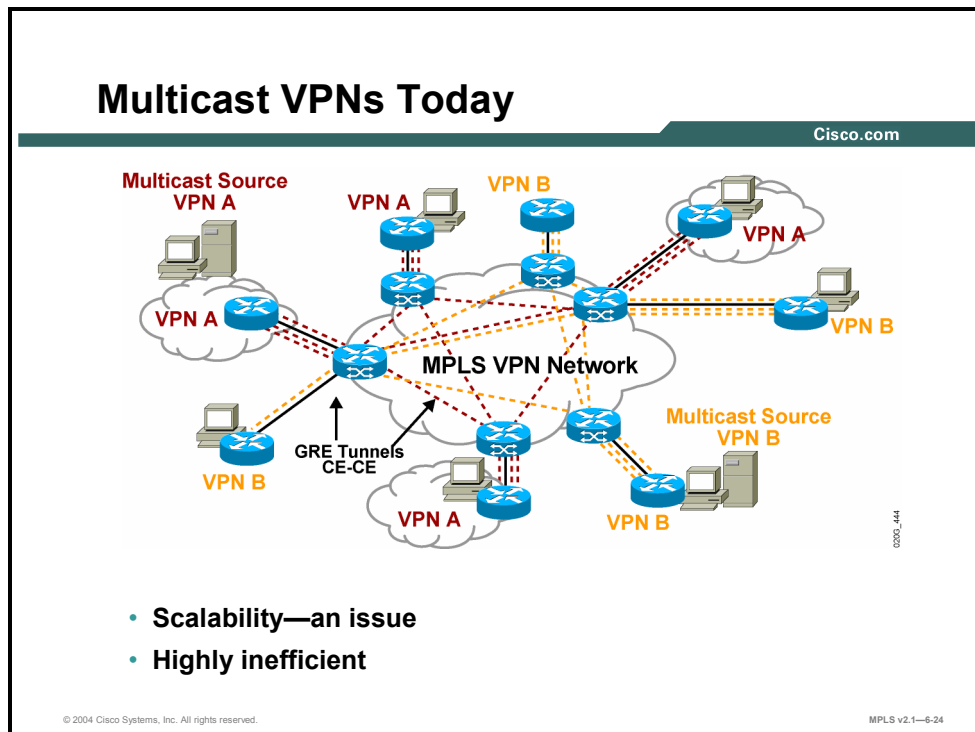 Multicast VPNs Today
Cisco.com
Multicast Source
VPN A
VPN A
VPN B
VPN A
VPN A
VPN B
MPLS VPN Network
Multicast Source
VPN B
GRE Tunnels
CE-CE
VPN B
VPN A
VPN B
020G_444
• Scalability—an issue
• Highly inefficient
© 2004 Cisco Systems, Inc. All rights reserved.
MPLS v2.1—6-24